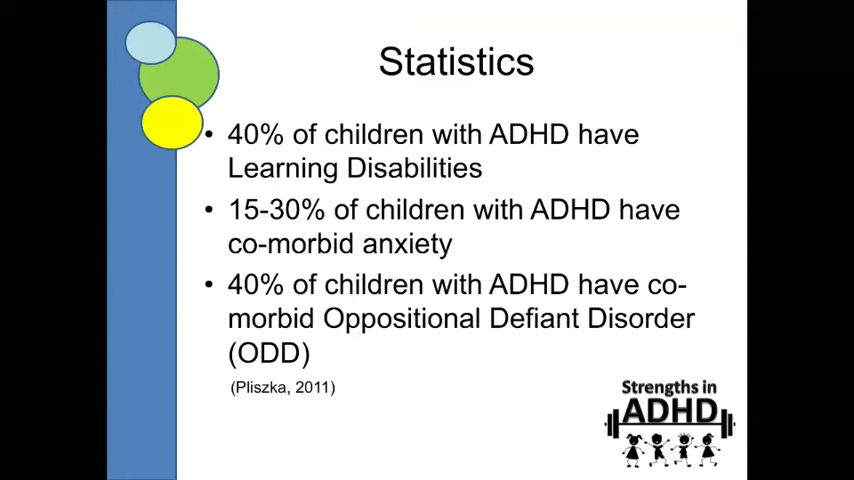 Statistics
• 40% of children with ADHD have
Learning Disabilities
• 15-30% of children with ADHD have
co-morbid anxiety
• 40% of children with ADHD have co-
morbid Oppositional Defiant Disorder
(ODD)
(Pliszka, 2011)
Strengths in
ADHD